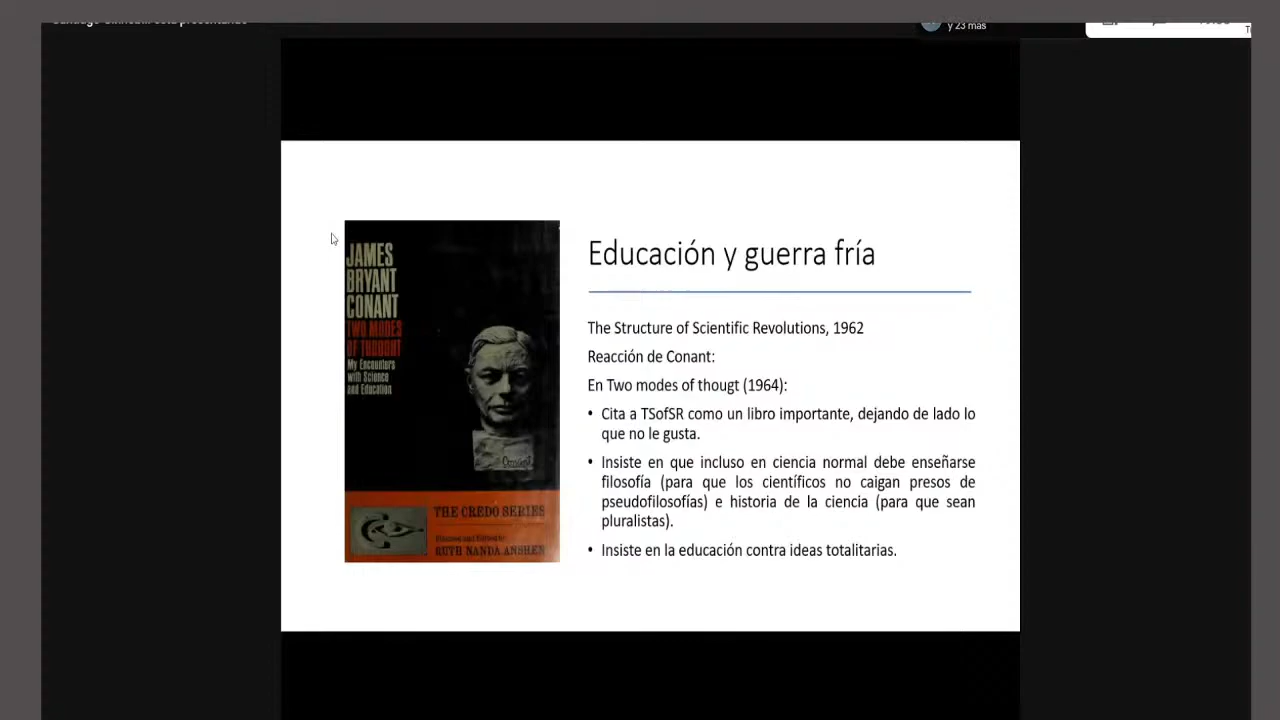 y 23 más
JAMES
BRYANT
CONANT
TWO MODES
OF THOUGHT
My Encounters
with Science
and Education
THE CREDO SERIES
Planned and Edited by
RUTH NANDA ANSHEN
Educación y guerra fría
The Structure of Scientific Revolutions, 1962
Reacción de Conant:
En Two modes of thougt (1964):
• Cita a TSofSR como un libro importante, dejando de lado lo
que no le gusta.
• Insiste en que incluso en ciencia normal debe enseñarse
filosofía (para que los científicos no caigan presos de
pseudofilosofías) e historia de la ciencia (para que sean
pluralistas).
• Insiste en la educación contra ideas totalitarias.